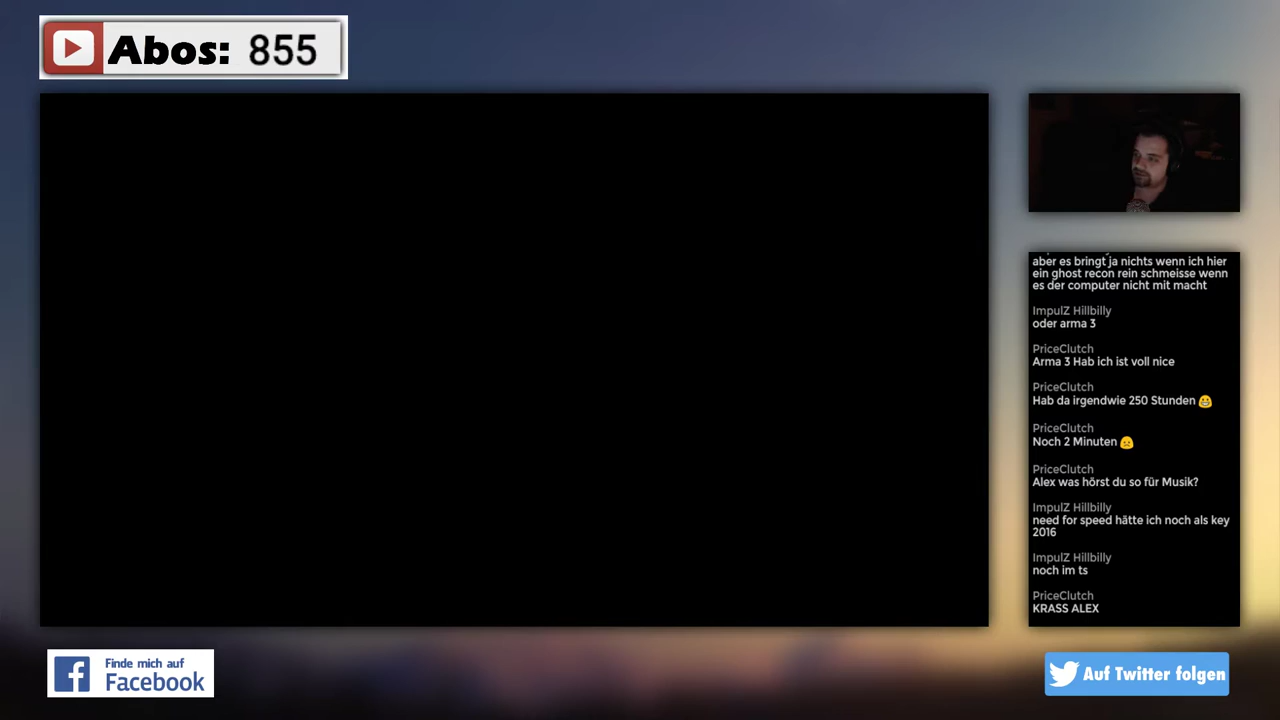 Abos: 855
aber es bringt ja nichts wenn ich hier
ein ghost recon rein schmeisse wenn
es der computer nicht mit macht
ImpulZ Hillbilly
oder arma 3
PriceClutch
Arma 3 Hab ich ist voll nice
PriceClutch
Hab da irgendwie 250 Stunden 😀
PriceClutch
Noch 2 Minuten ☹️
PriceClutch
Alex was hörst du so für Musik?
ImpulZ Hillbilly
need for speed hätte ich noch als key
2016
ImpulZ Hillbilly
noch im ts
PriceClutch
KRASS ALEX
Finde mich auf
Facebook
Auf Twitter folgen